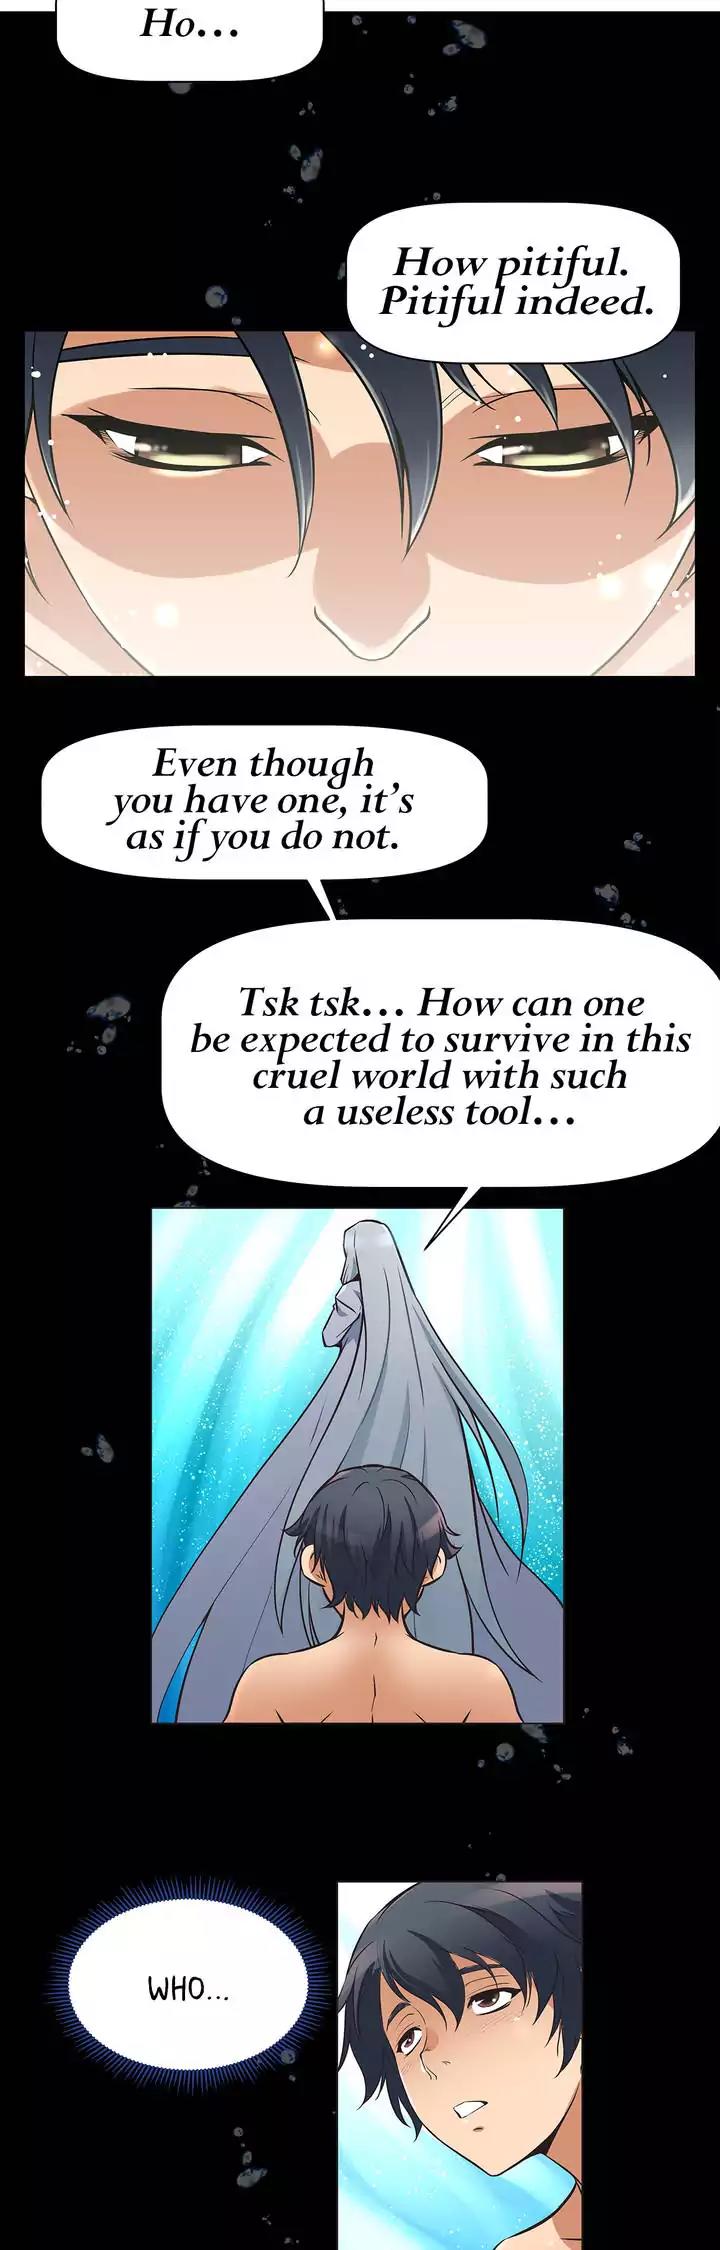 Ho...
How pitiful.
Pitiful indeed.
Even though
you have one, it's
as if you do not.
Tsk tsk... How can one
be expected to survive in this
cruel world with such
a useless tool...
WHO...